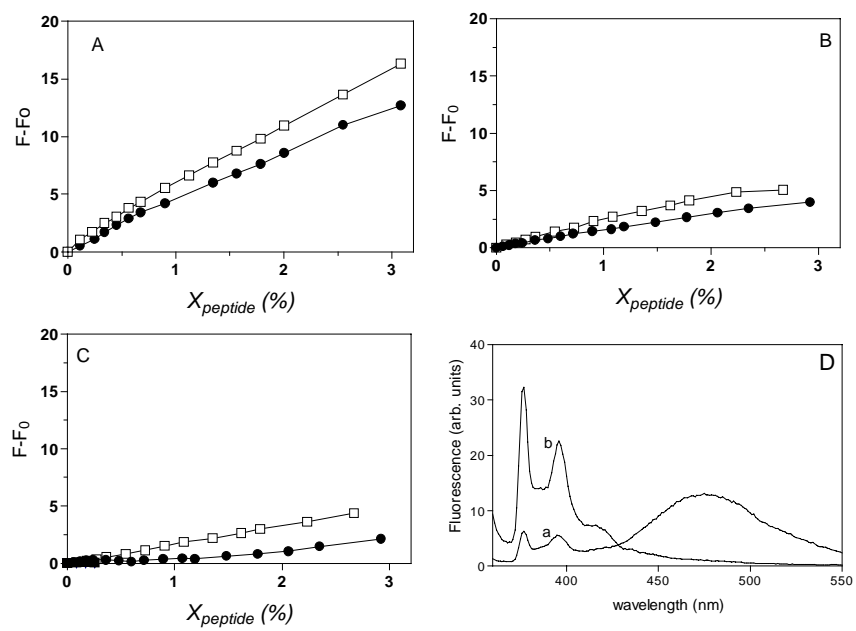 A
20
15
10
5
0
F-Fo
0 1 2 3
Xpeptide (%)
B
20
15
10
5
0
F-F0
0 1 2 3
Xpeptide (%)
C
20
15
10
5
0
F-F0
0 1 2 3
Xpeptide (%)
D
40
30
20
10
0
Fluorescence (arb. units)
b
a
400 450 500 550
wavelength (nm)